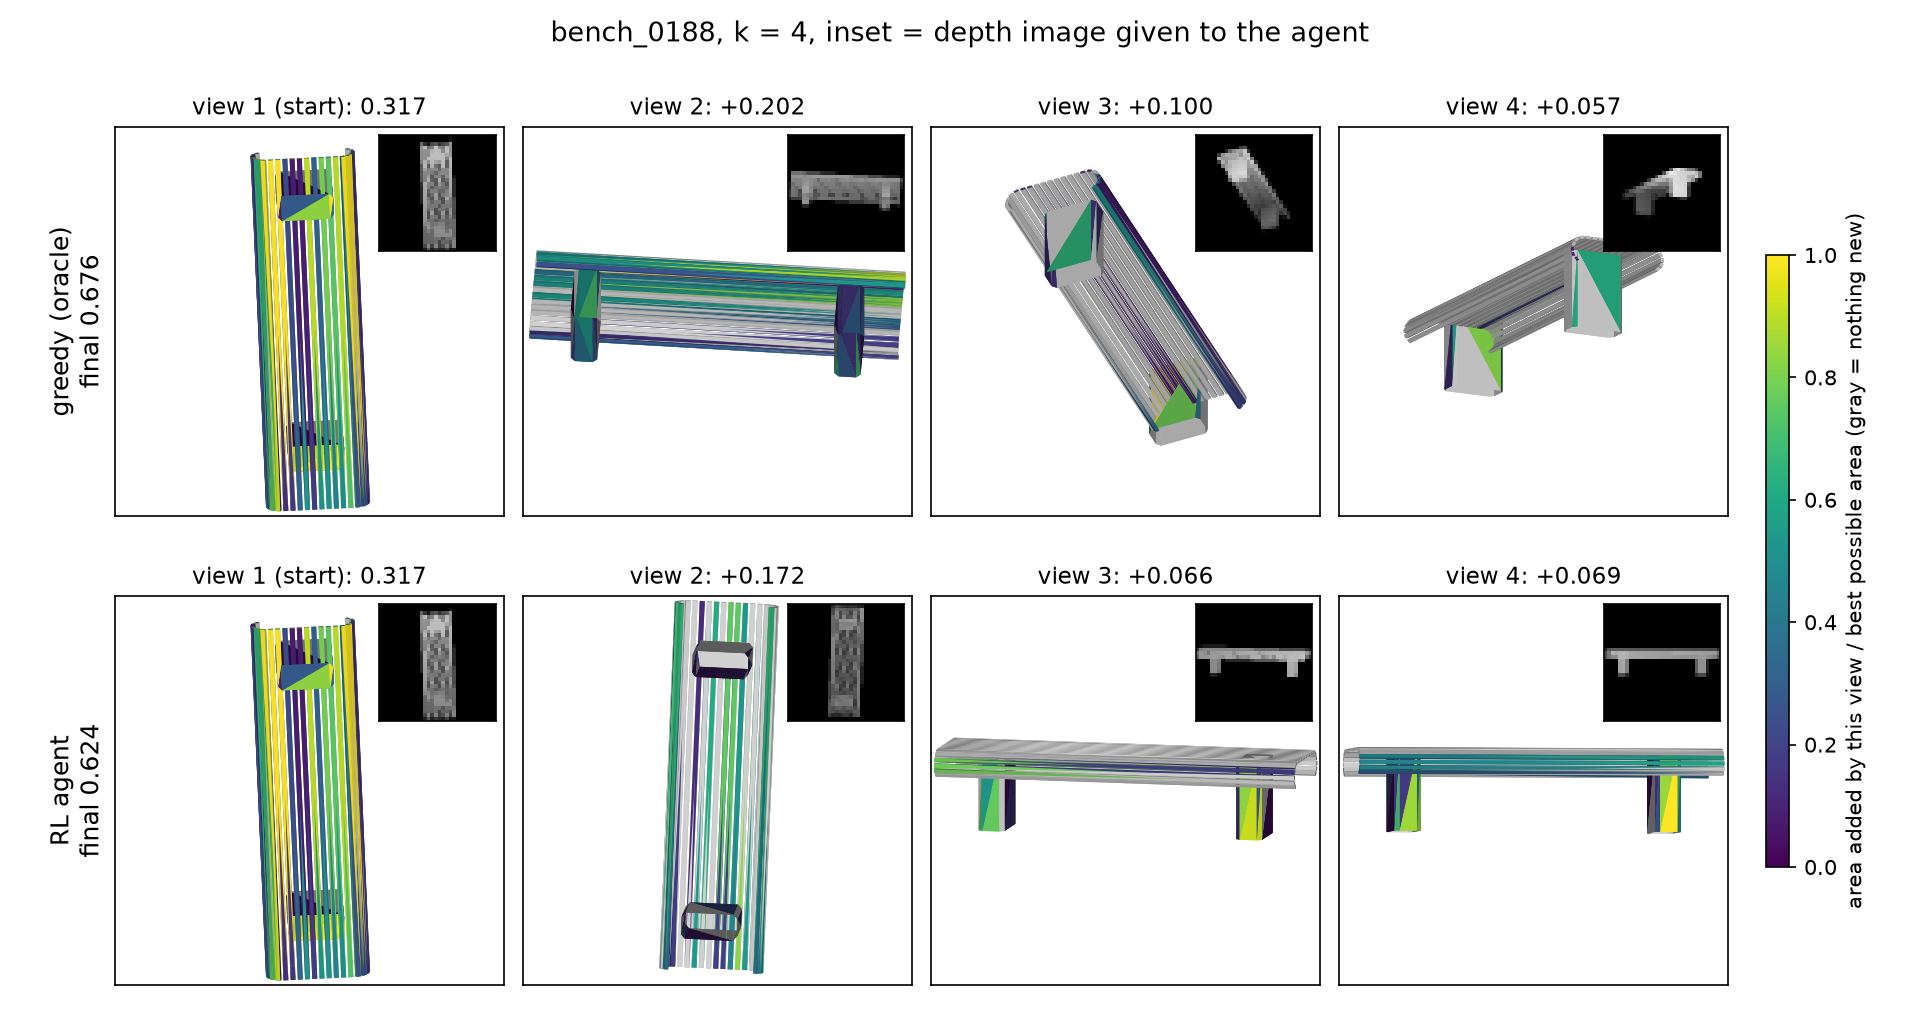 bench_0188, k = 4, inset = depth image given to the agent
greedy (oracle)
final 0.676
view 1 (start): 0.317
view 2: +0.202
view 3: +0.100
view 4: +0.057
RL agent
final 0.624
view 1 (start): 0.317
view 2: +0.172
view 3: +0.066
view 4: +0.069
1.0
0.8
0.6
0.4
0.2
0.0
area added by this view / best possible area (gray = nothing new)